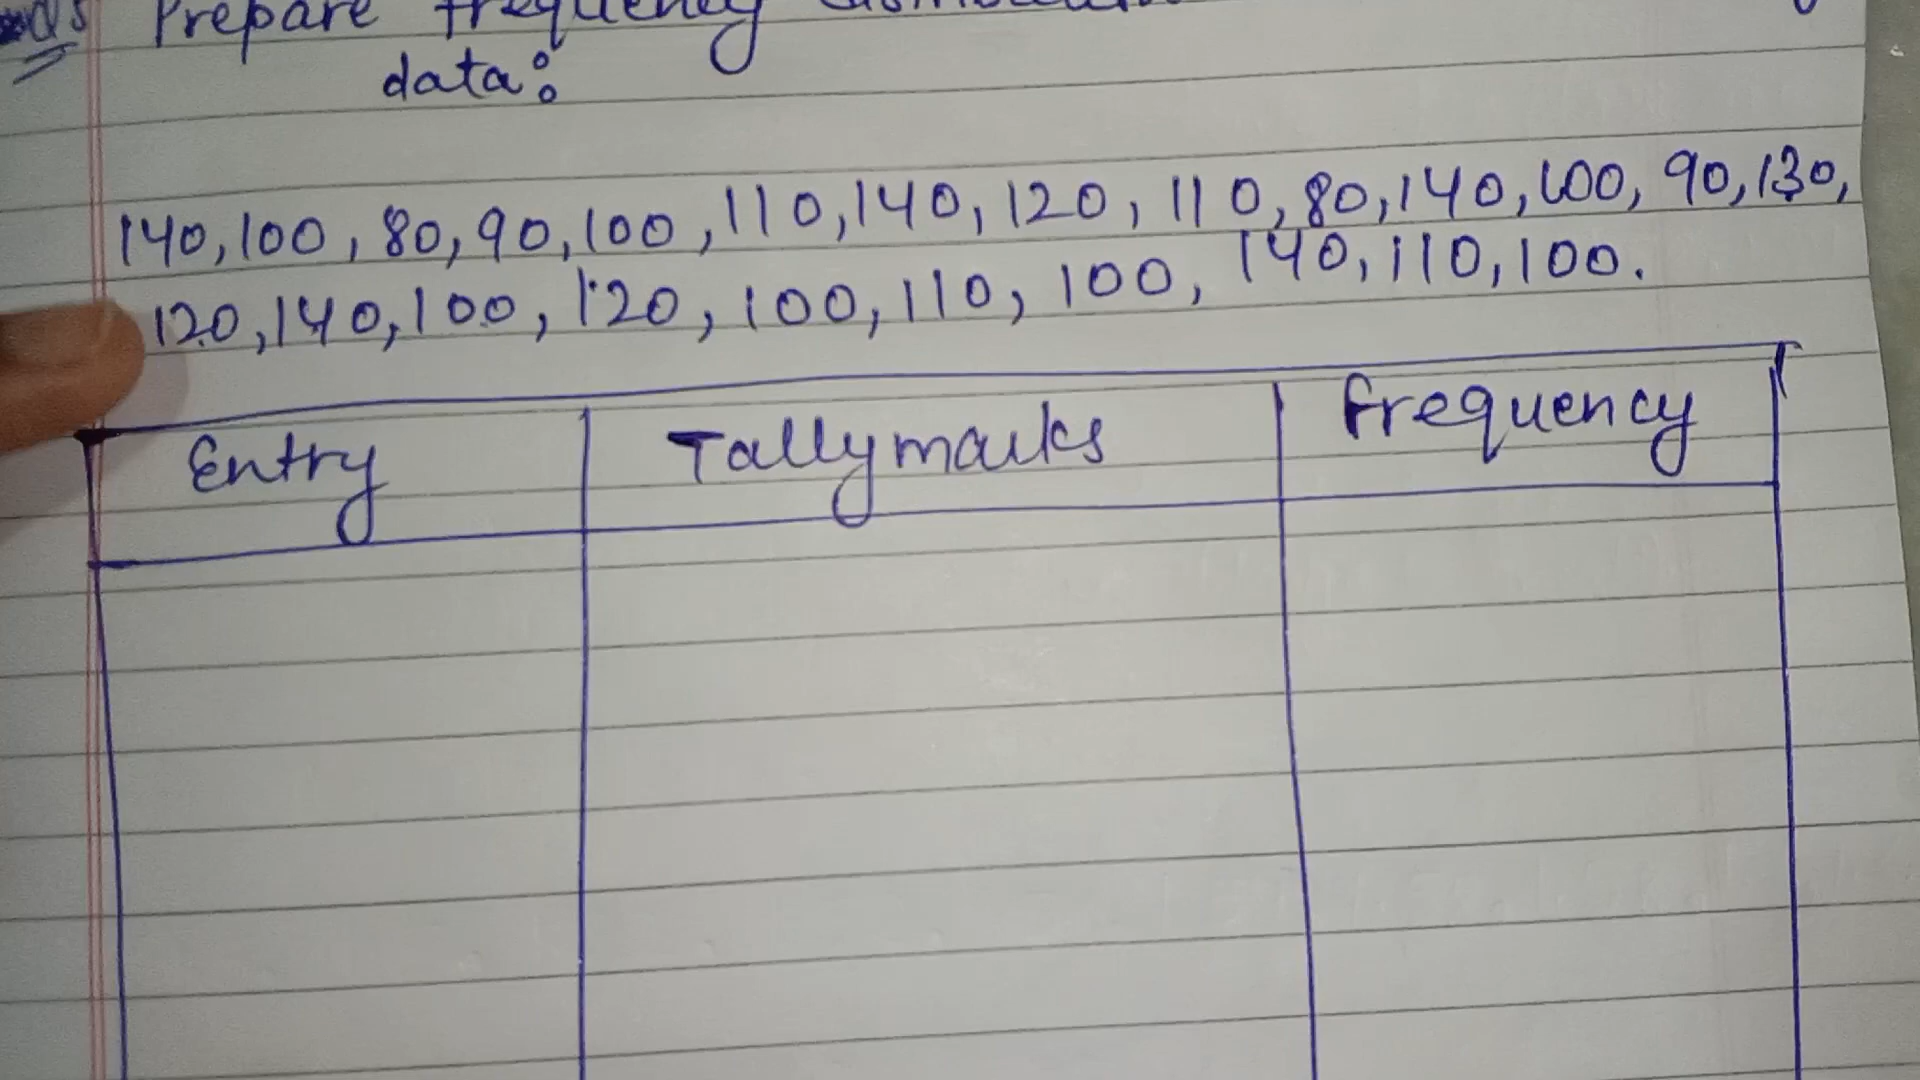 Prepare frequency
data:
140, 100, 80, 90, 100, 110, 140, 120, 110, 80, 140, 100, 90, 130,
120, 140, 100, 120, 100, 110, 100, 140, 110, 100.
Entry Tallymarks frequency